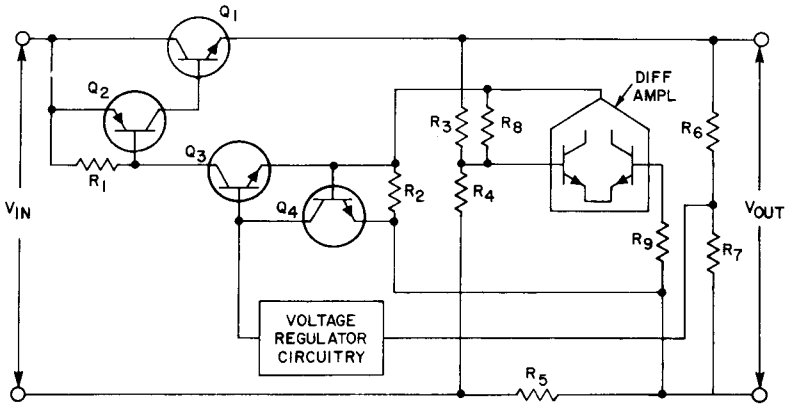 Q1
Q2
DIFF
AMPL
Q3
R3
R8
R6
R1
R2
R4
VIN
Q4
VOUT
R9
R7
VOLTAGE
REGULATOR
CIRCUITRY
R5